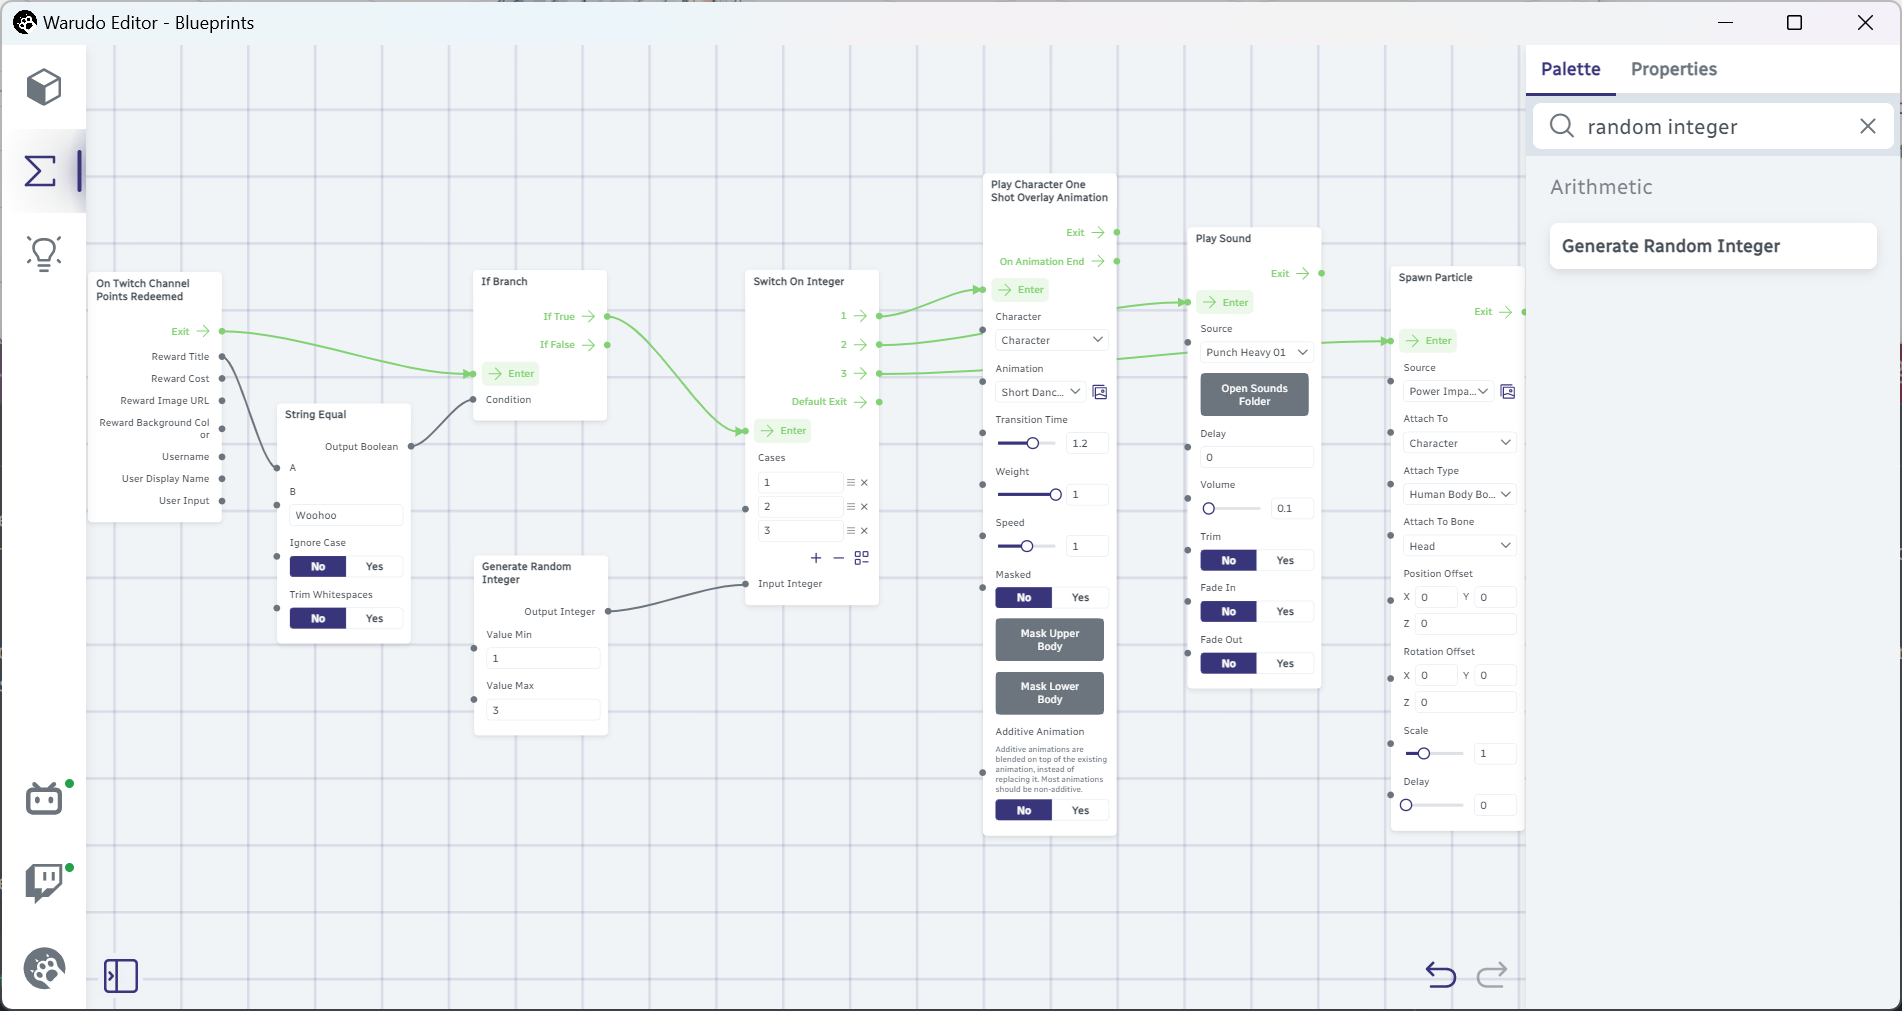 Warudo Editor - Blueprints
Palette
Properties
random integer
Arithmetic
Generate Random Integer
On Twitch Channel
Points Redeemed
Exit
Reward Title
Reward Cost
Reward Image URL
Reward Background Col
or
Username
User Display Name
User Input
String Equal
Output Boolean
A
B
Woohoo
Ignore Case
No Yes
Trim Whitespaces
No Yes
If Branch
If True
If False
Enter
Condition
Generate Random
Integer
Output Integer
Value Min
1
Value Max
3
Switch On Integer
1
2
3
Default Exit
Enter
Cases
1
2
3
Input Integer
Play Character One
Shot Overlay Animation
Exit
On Animation End
Enter
Character
Character
Animation
Short Danc...
Transition Time
1.2
Weight
1
Speed
1
Masked
No Yes
Mask Upper
Body
Mask Lower
Body
Additive Animation
Additive animations are
blended on top of the existing
animation, instead of
replacing it. Most animations
should be non-additive.
No Yes
Play Sound
Exit
Enter
Source
Punch Heavy 01
Open Sounds
Folder
Delay
0
Volume
0.1
Trim
No Yes
Fade In
No Yes
Fade Out
No Yes
Spawn Particle
Exit
Enter
Source
Power Impa...
Attach To
Character
Attach Type
Human Body Bo...
Attach To Bone
Head
Position Offset
X 0 Y 0
Z 0
Rotation Offset
X 0 Y 0
Z 0
Scale
1
Delay
0